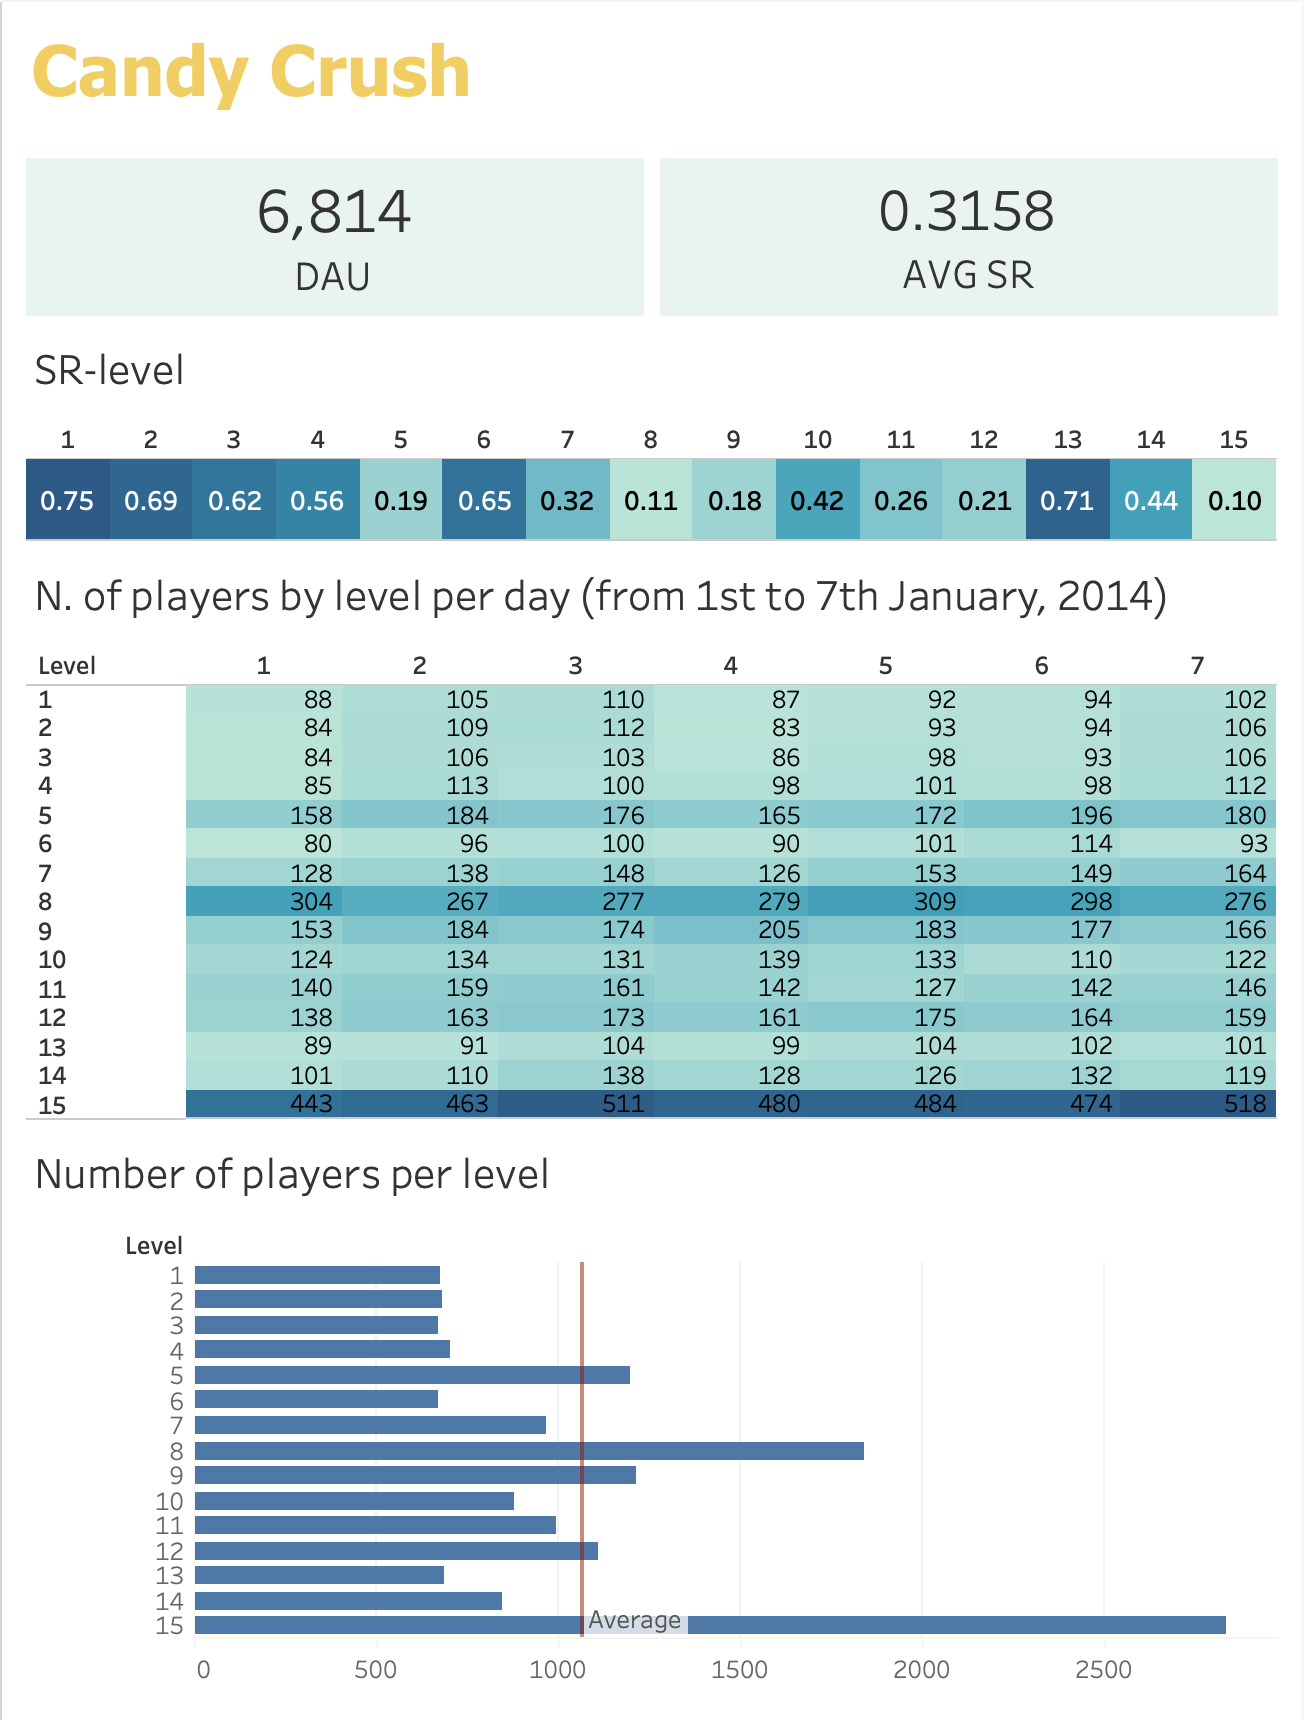 Candy Crush
6,814
DAU
0.3158
AVG SR
SR-level
1 2 3 4 5 6 7 8 9 10 11 12 13 14 15
0.75 0.69 0.62 0.56 0.19 0.65 0.32 0.11 0.18 0.42 0.26 0.21 0.71 0.44 0.10
N. of players by level per day (from 1st to 7th January, 2014)
Level 1 2 3 4 5 6 7
1 88 105 110 87 92 94 102
2 84 109 112 83 93 94 106
3 84 106 103 86 98 93 106
4 85 113 100 98 101 98 112
5 158 184 176 165 172 196 180
6 80 96 100 90 101 114 93
7 128 138 148 126 153 149 164
8 304 267 277 279 309 298 276
9 153 184 174 205 183 177 166
10 124 134 131 139 133 110 122
11 140 159 161 142 127 142 146
12 138 163 173 161 175 164 159
13 89 91 104 99 104 102 101
14 101 110 138 128 126 132 119
15 443 463 511 480 484 474 518
Number of players per level
Level
1
2
3
4
5
6
7
8
9
10
11
12
13
14
15 Average
0 500 1000 1500 2000 2500